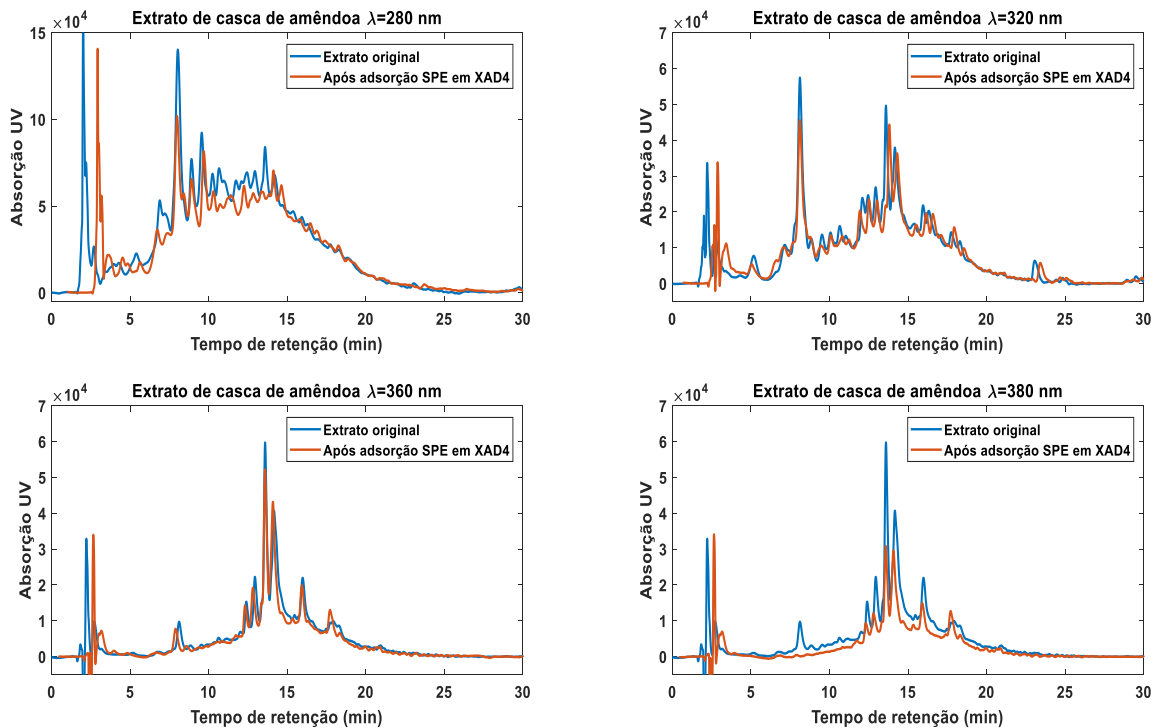 Extrato de casca de amêndoa λ=280 nm
×10⁴
15
10
5
0
Absorção UV
Extrato original
Após adsorção SPE em XAD4
0 5 10 15 20 25 30
Tempo de retenção (min)
Extrato de casca de amêndoa λ=320 nm
×10⁴
7
6
5
4
3
2
1
0
Absorção UV
Extrato original
Após adsorção SPE em XAD4
0 5 10 15 20 25 30
Tempo de retenção (min)
Extrato de casca de amêndoa λ=360 nm
×10⁴
7
6
5
4
3
2
1
0
Absorção UV
Extrato original
Após adsorção SPE em XAD4
0 5 10 15 20 25 30
Tempo de retenção (min)
Extrato de casca de amêndoa λ=380 nm
×10⁴
7
6
5
4
3
2
1
0
Absorção UV
Extrato original
Após adsorção SPE em XAD4
0 5 10 15 20 25 30
Tempo de retenção (min)